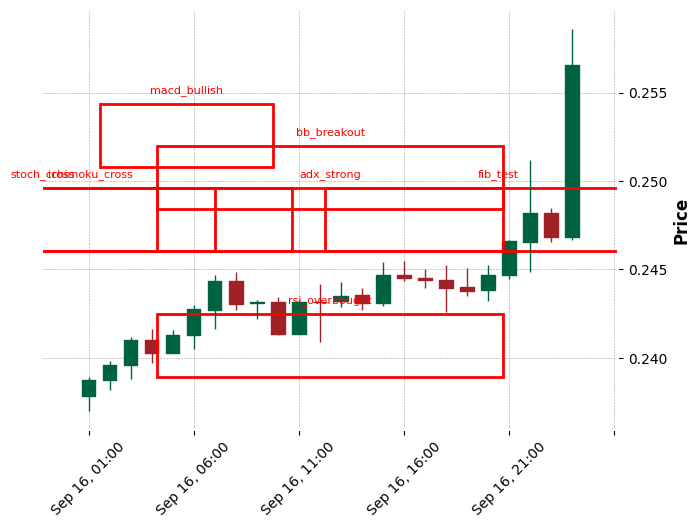 macd_bullish
bb_breakout
stoch_cross
ichimoku_cross
adx_strong
fib_test
rsi_overbought
0.255
0.250
0.245
0.240
Price
Sep 16, 01:00
Sep 16, 06:00
Sep 16, 11:00
Sep 16, 16:00
Sep 16, 21:00